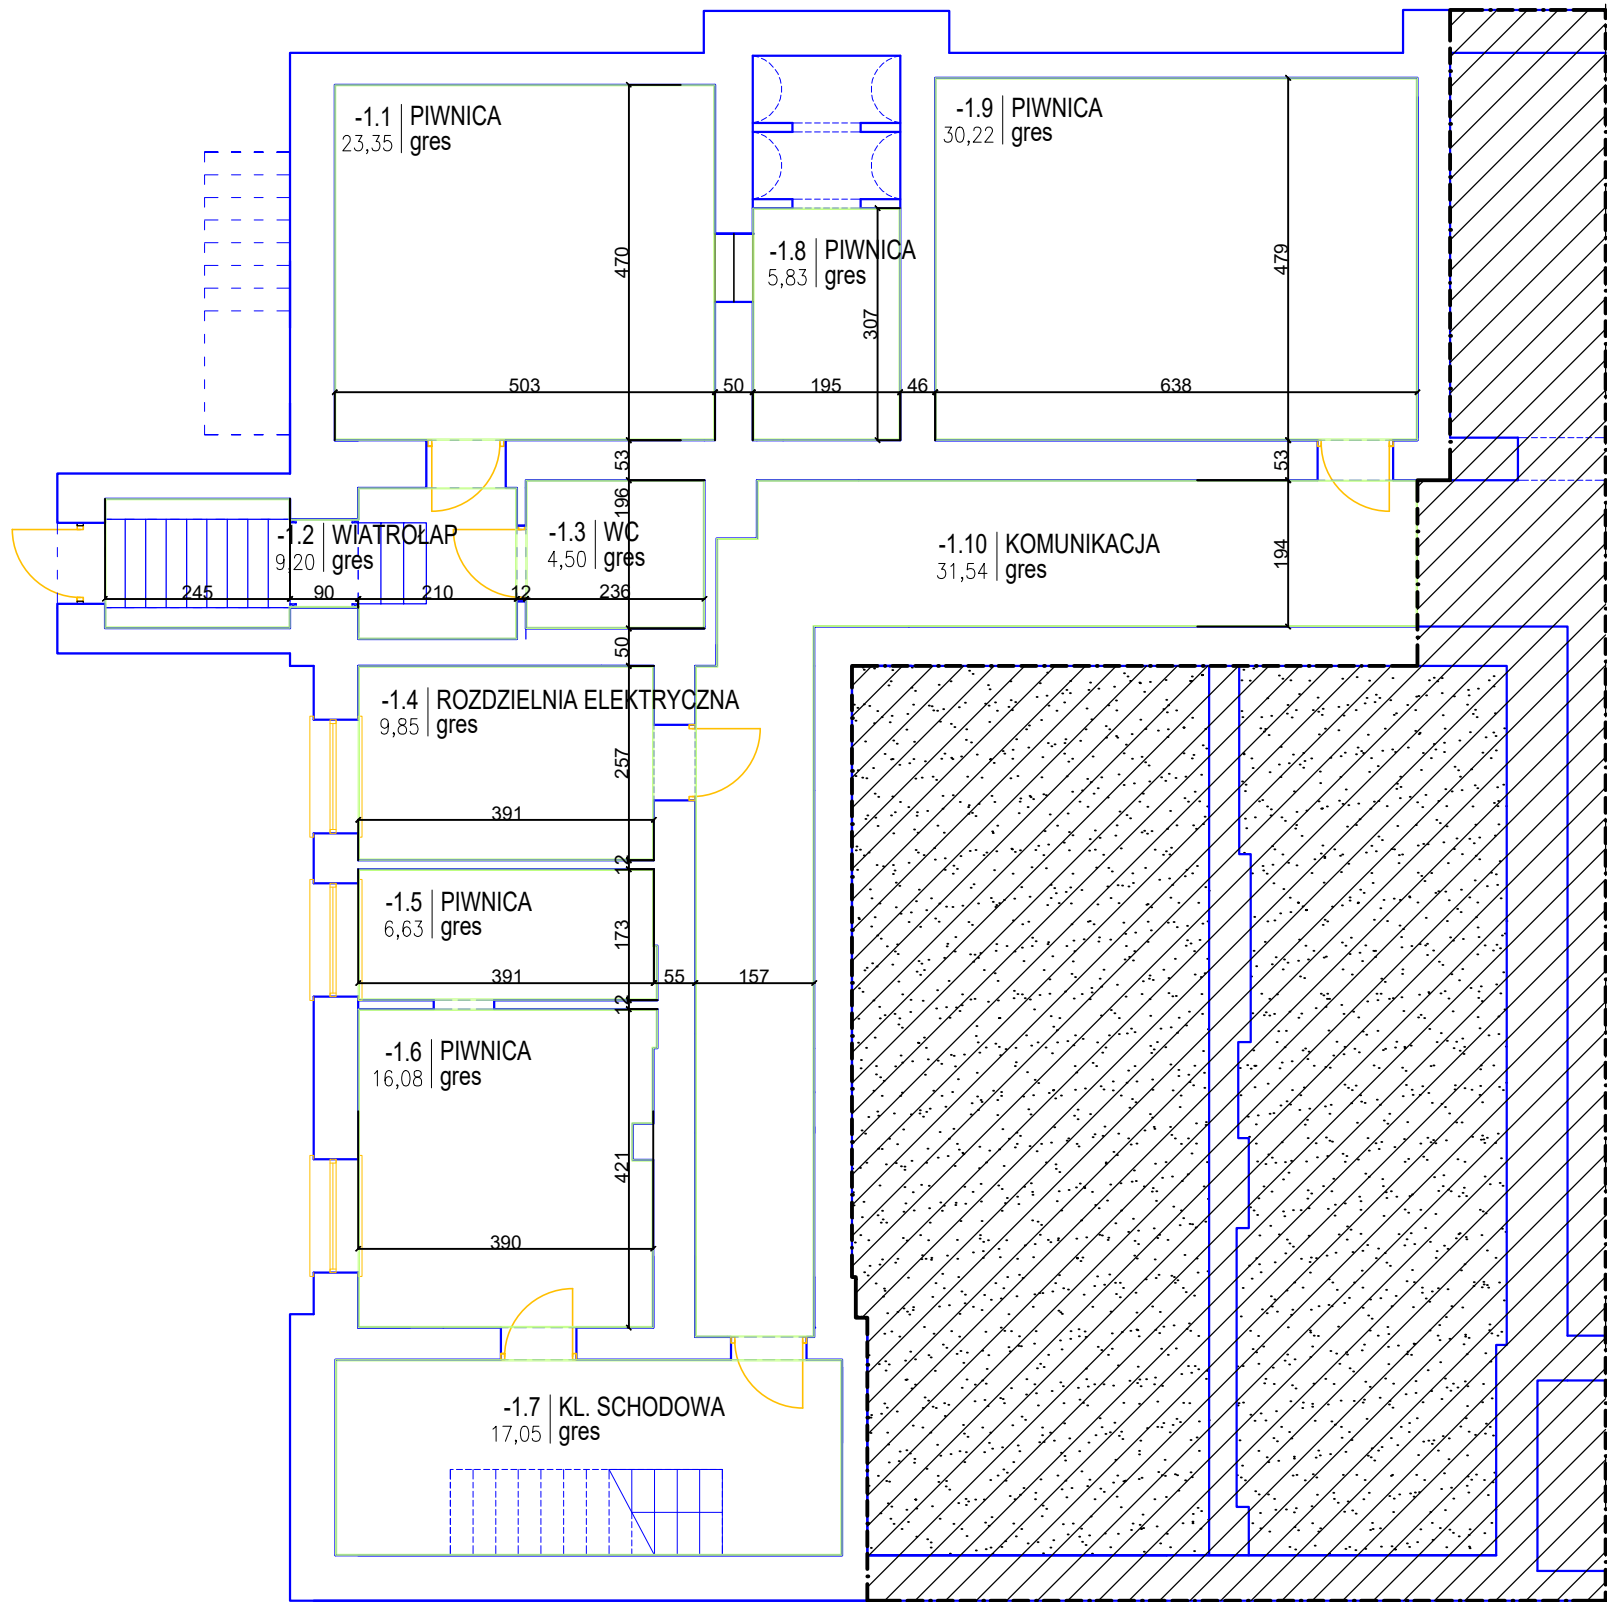 -1.1 PIWNICA
23,35 gres
-1.9 PIWNICA
30,22 gres
-1.8 PIWNICA
5,83 gres
470
479
307
503 50 195 46 638
53
53
196
-1.2 WIATROŁAP
9,20 gres
-1.3 WC
4,50 gres
-1.10 KOMUNIKACJA
31,54 gres
194
245 90 210 12 236
50
-1.4 ROZDZIELNIA ELEKTRYCZNA
9,85 gres
257
391
12
-1.5 PIWNICA
6,63 gres
173
391 55 157
12
-1.6 PIWNICA
16,08 gres
421
390
-1.7 KL. SCHODOWA
17,05 gres